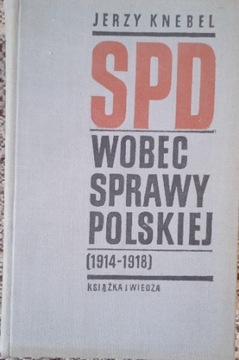 JERZY KNEBEL
SPD
WOBEC
SPRAWY
POLSKIEJ
(1914-1918)
KSIĄŻKA I WIEDZA